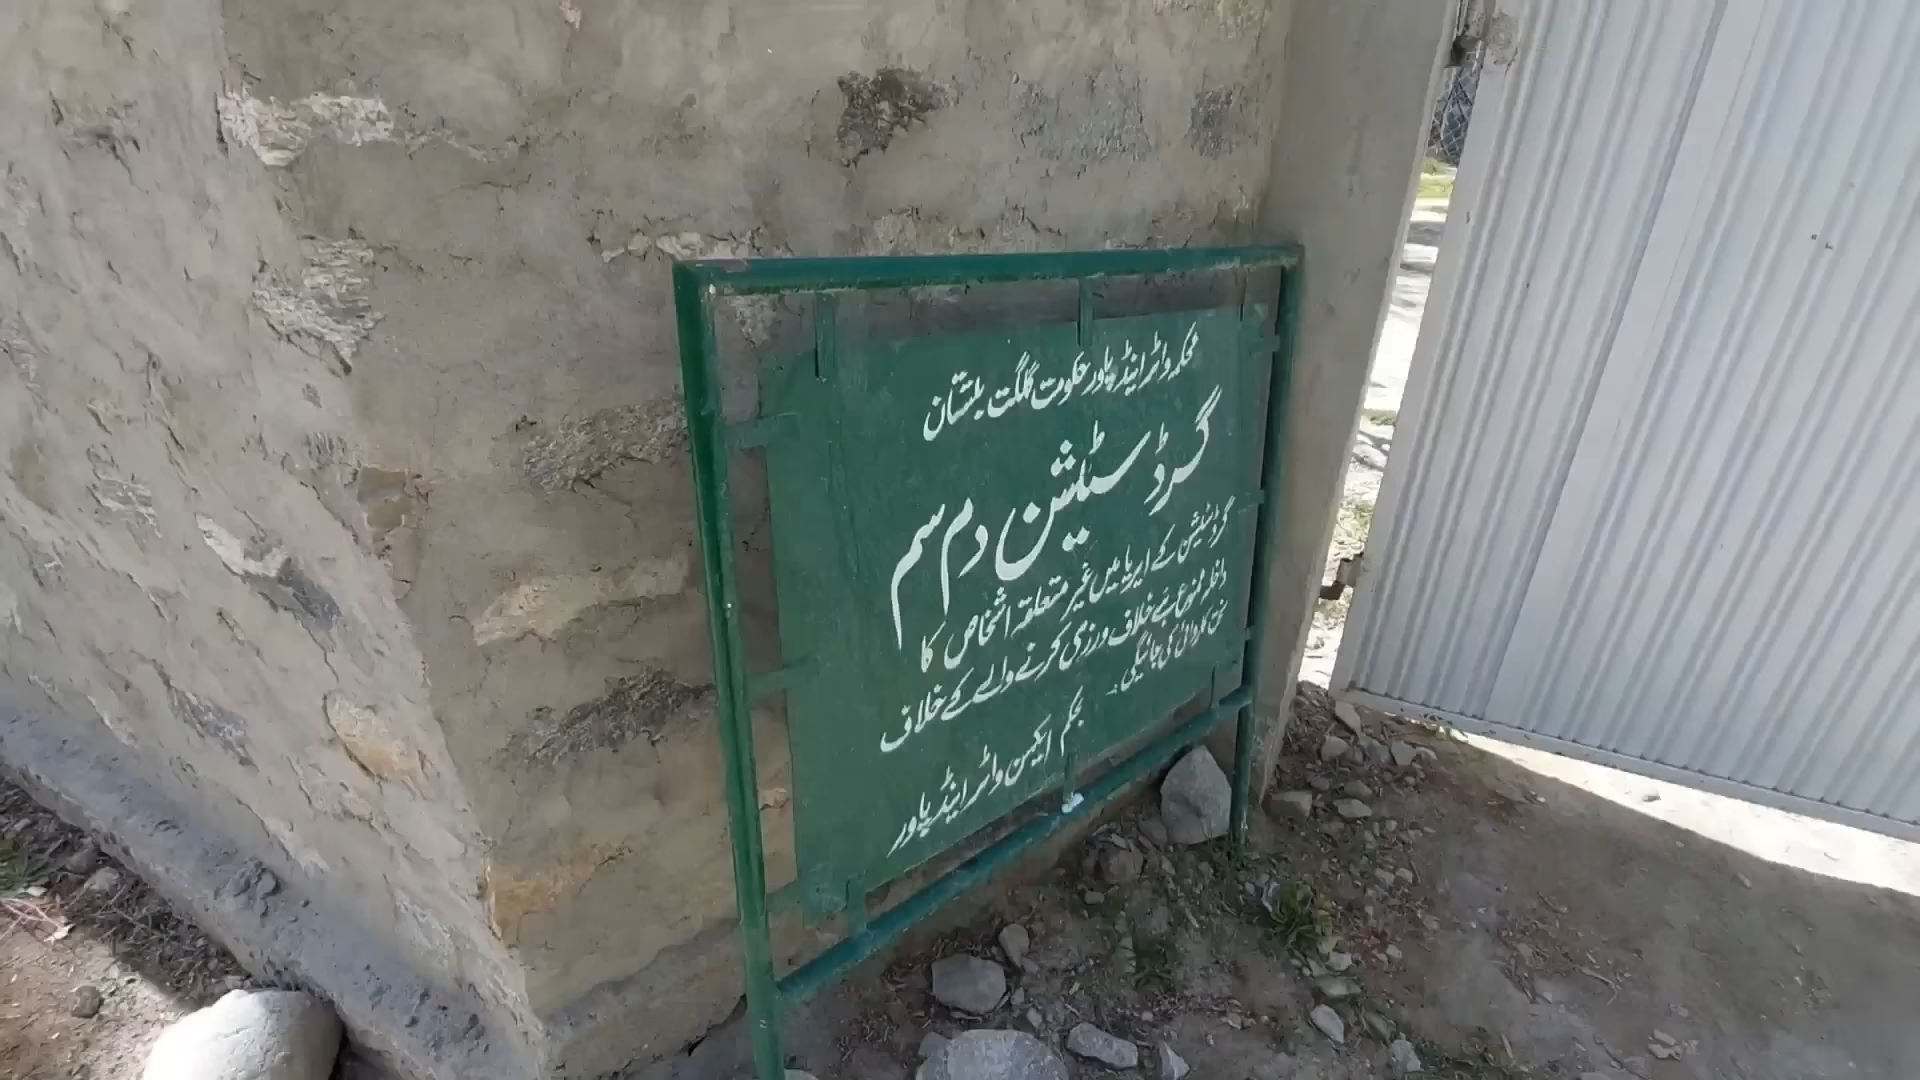 محکمہ واٹر اینڈ پاور حکومت گلگت بلتستان
گرڈ سٹیشن دم سم
گرڈ سٹیشن کے ایریا میں غیر متعلقہ اشخاص کا
داخلہ ممنوع ہے خلاف ورزی کرنے والے کے خلاف
سخت کاروائی کی جائیگی۔
بحکم ایکسن واٹر اینڈ پاور